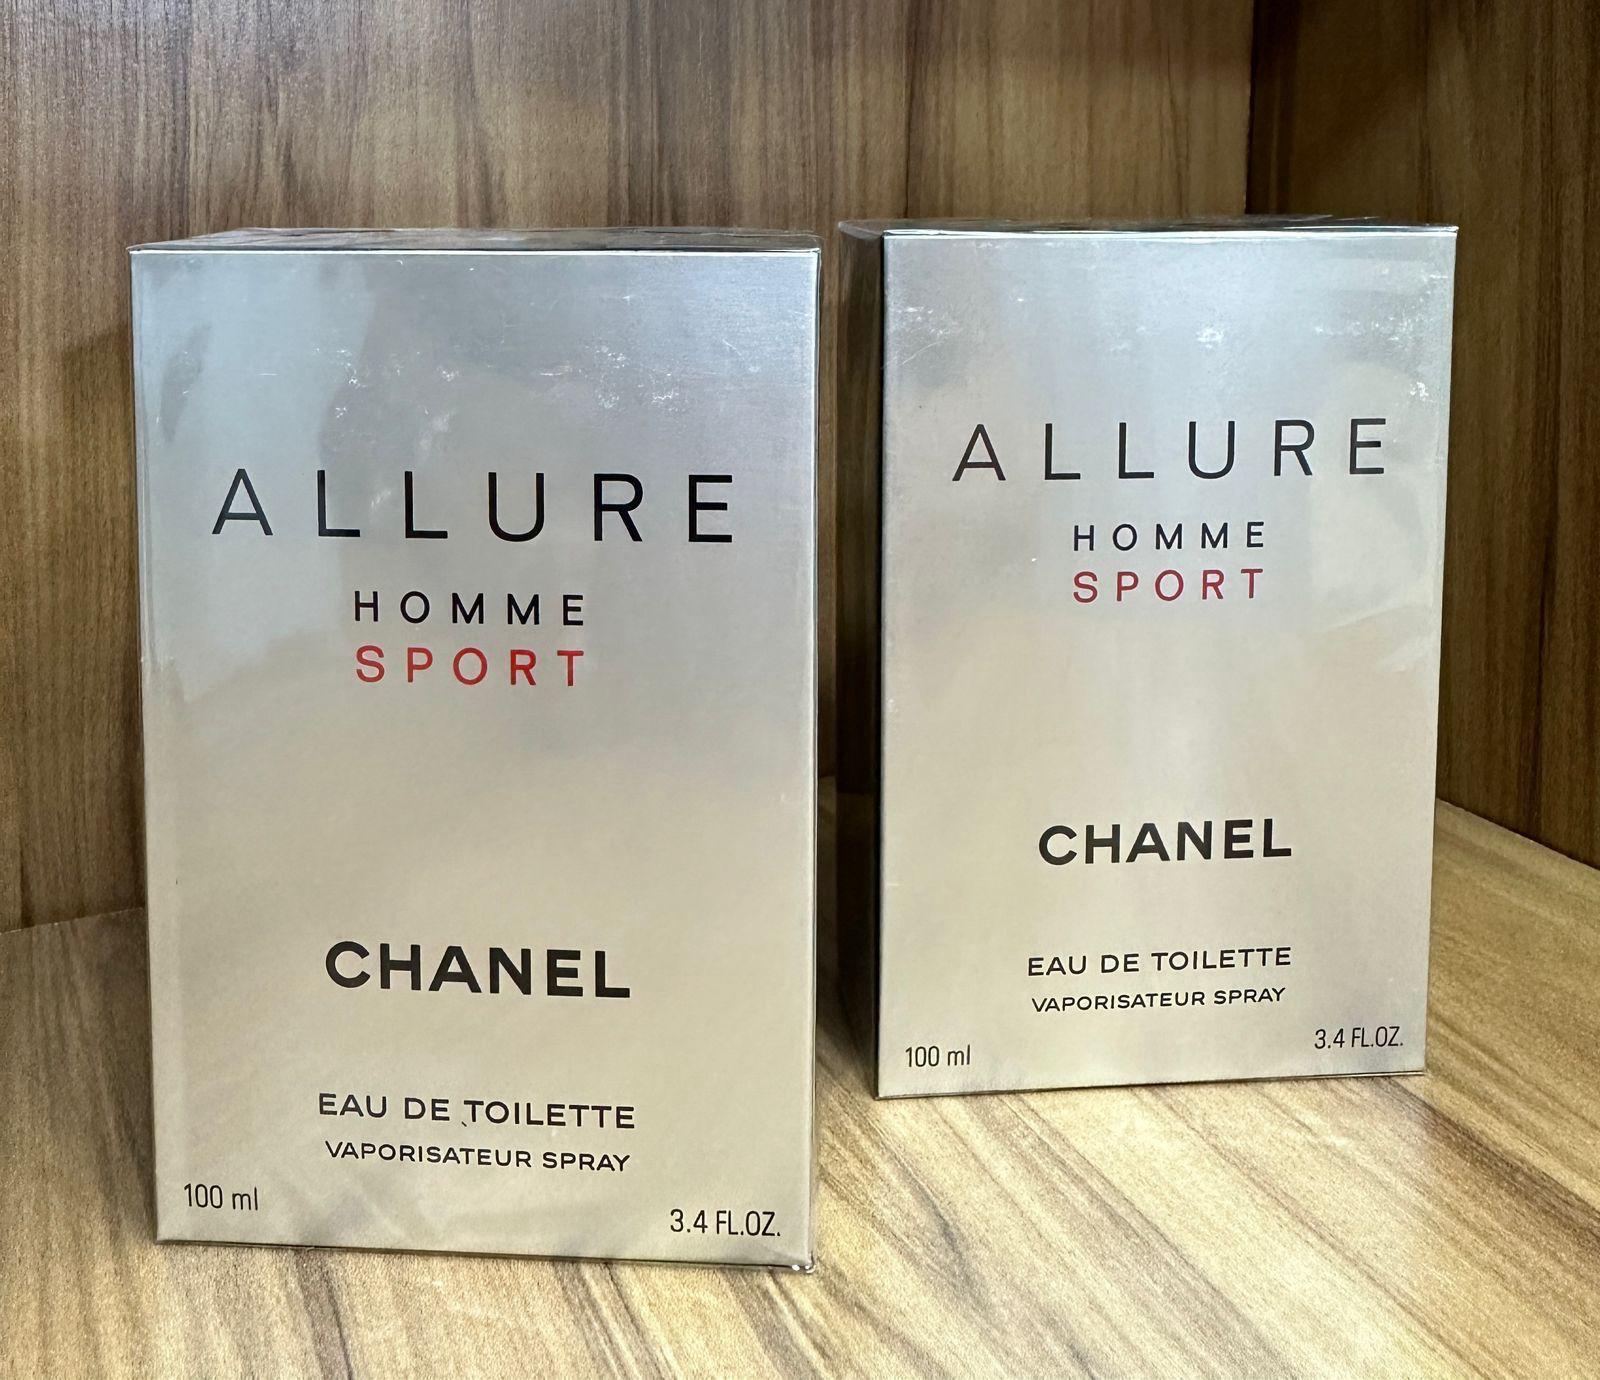 ALLURE
HOMME
SPORT
CHANEL
EAU DE TOILETTE
VAPORISATEUR SPRAY
100 ml
3.4 FL.OZ.
ALLURE
HOMME
SPORT
CHANEL
EAU DE TOILETTE
VAPORISATEUR SPRAY
100 ml
3.4 FL.OZ.